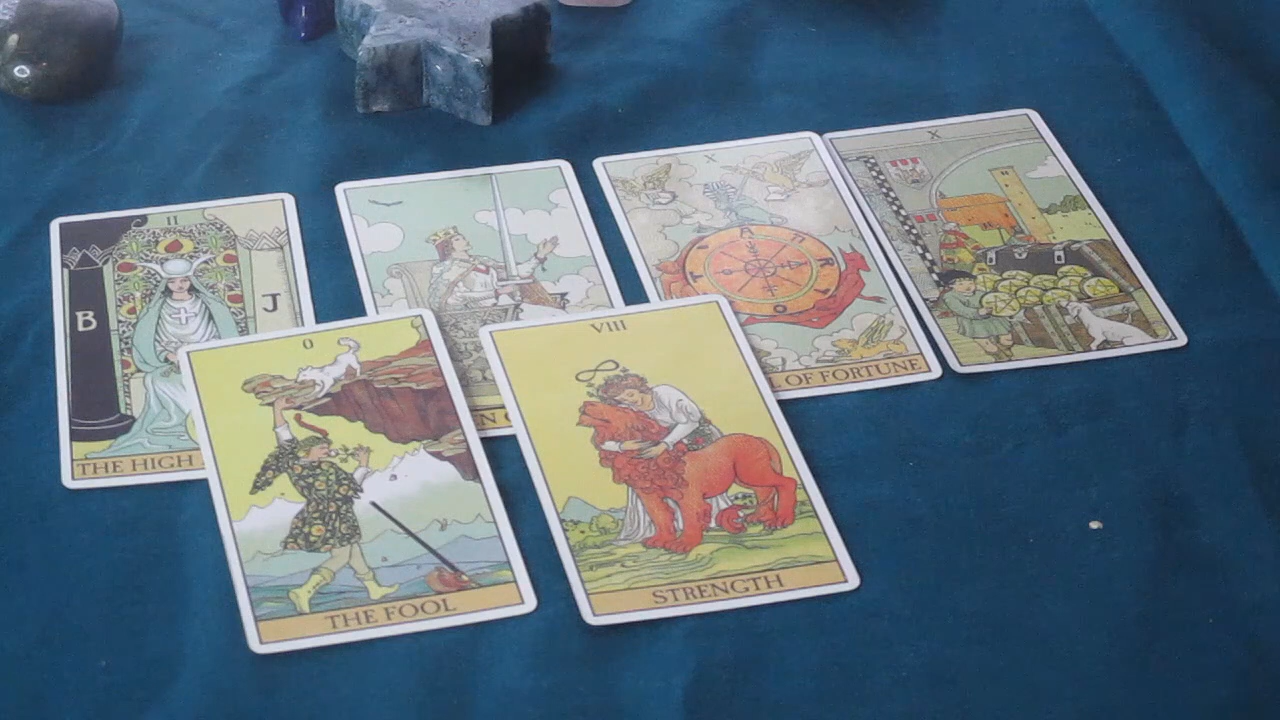 II
B
J
THE HIGH
N O
X
T
A
R
O
L OF FORTUNE
X
0
THE FOOL
VIII
STRENGTH